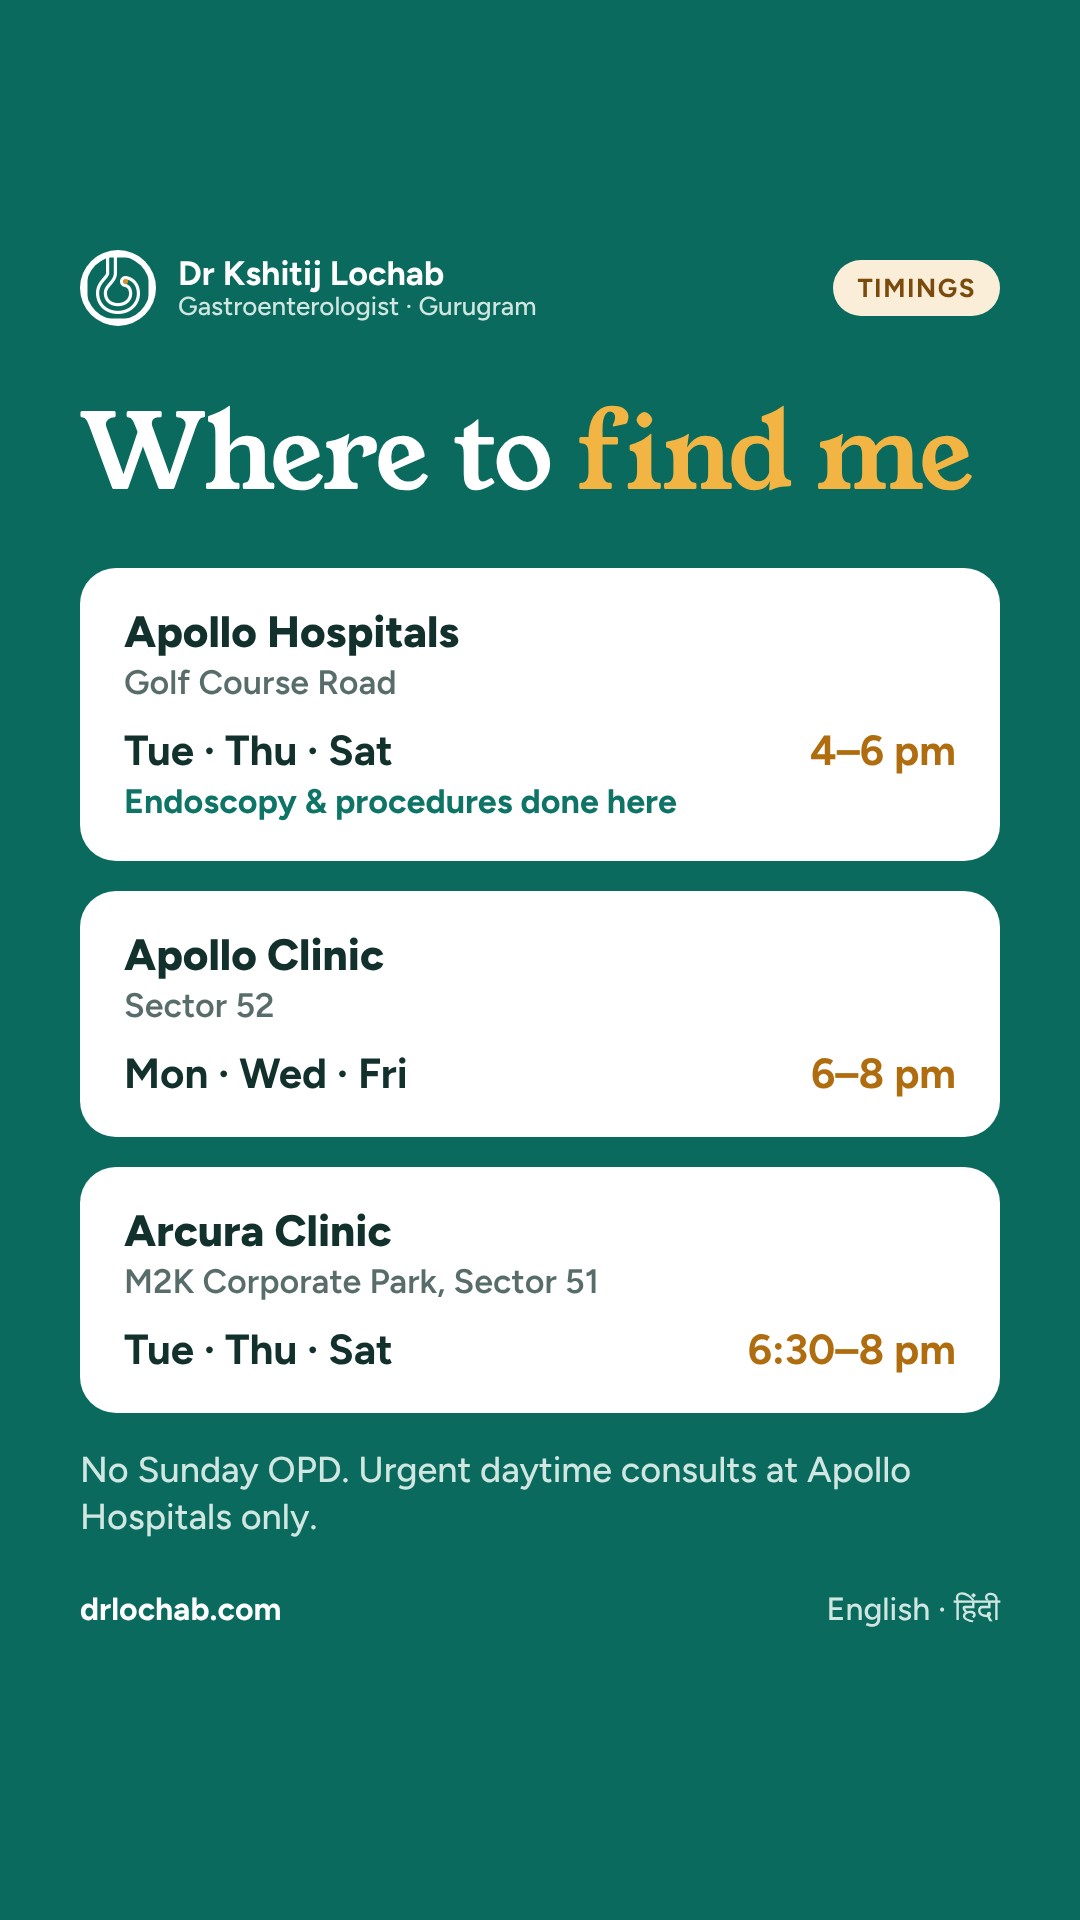 Dr Kshitij Lochab
Gastroenterologist · Gurugram
TIMINGS
Where to find me
Apollo Hospitals
Golf Course Road
Tue · Thu · Sat 4–6 pm
Endoscopy & procedures done here
Apollo Clinic
Sector 52
Mon · Wed · Fri 6–8 pm
Arcura Clinic
M2K Corporate Park, Sector 51
Tue · Thu · Sat 6:30–8 pm
No Sunday OPD. Urgent daytime consults at Apollo
Hospitals only.
drlochab.com English · हिंदी